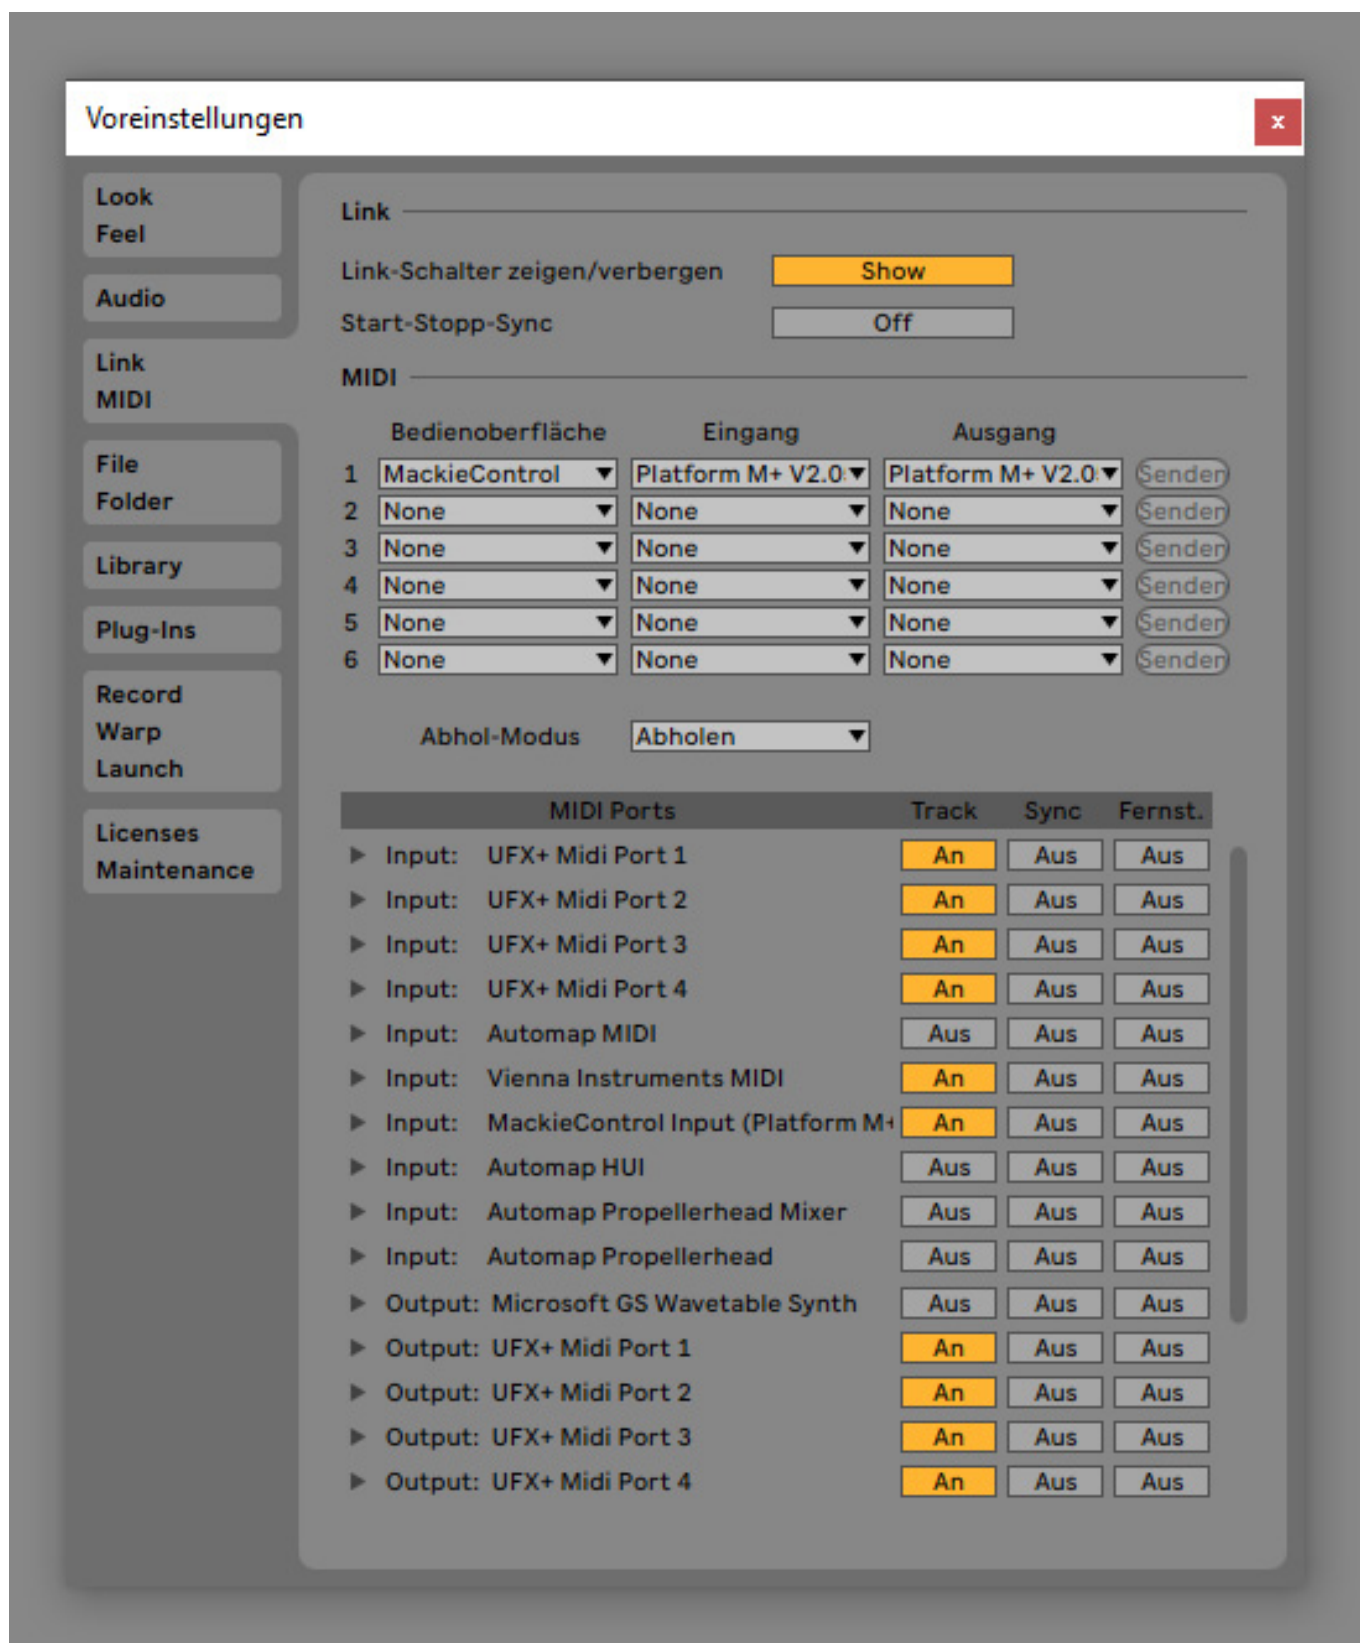 Voreinstellungen
x
Look
Feel
Audio
Link
MIDI
File
Folder
Library
Plug-Ins
Record
Warp
Launch
Licenses
Maintenance
Link
Link-Schalter zeigen/verbergen Show
Start-Stopp-Sync Off
MIDI
Bedienoberfläche Eingang Ausgang
1 MackieControl Platform M+ V2.0 Platform M+ V2.0 Senden
2 None None None Senden
3 None None None Senden
4 None None None Senden
5 None None None Senden
6 None None None Senden
Abhol-Modus Abholen
MIDI Ports Track Sync Fernst.
Input: UFX+ Midi Port 1 An Aus Aus
Input: UFX+ Midi Port 2 An Aus Aus
Input: UFX+ Midi Port 3 An Aus Aus
Input: UFX+ Midi Port 4 An Aus Aus
Input: Automap MIDI Aus Aus Aus
Input: Vienna Instruments MIDI An Aus Aus
Input: MackieControl Input (Platform M+ An Aus Aus
Input: Automap HUI Aus Aus Aus
Input: Automap Propellerhead Mixer Aus Aus Aus
Input: Automap Propellerhead Aus Aus Aus
Output: Microsoft GS Wavetable Synth Aus Aus Aus
Output: UFX+ Midi Port 1 An Aus Aus
Output: UFX+ Midi Port 2 An Aus Aus
Output: UFX+ Midi Port 3 An Aus Aus
Output: UFX+ Midi Port 4 An Aus Aus